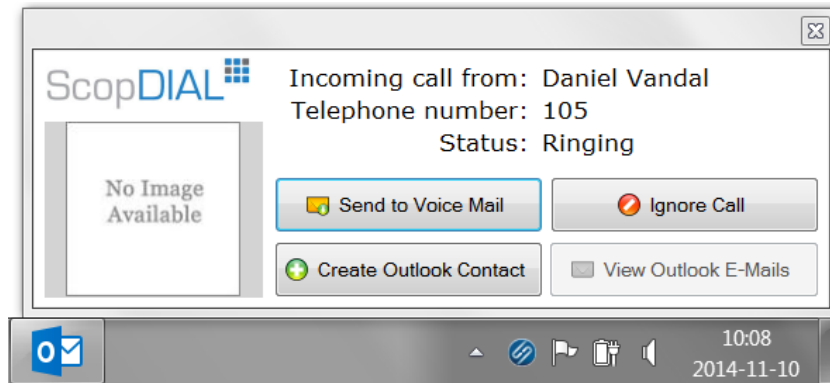 ScopDIAL
Incoming call from: Daniel Vandal
Telephone number: 105
Status: Ringing
No Image
Available
Send to Voice Mail
Ignore Call
Create Outlook Contact
View Outlook E-Mails
10:08
2014-11-10